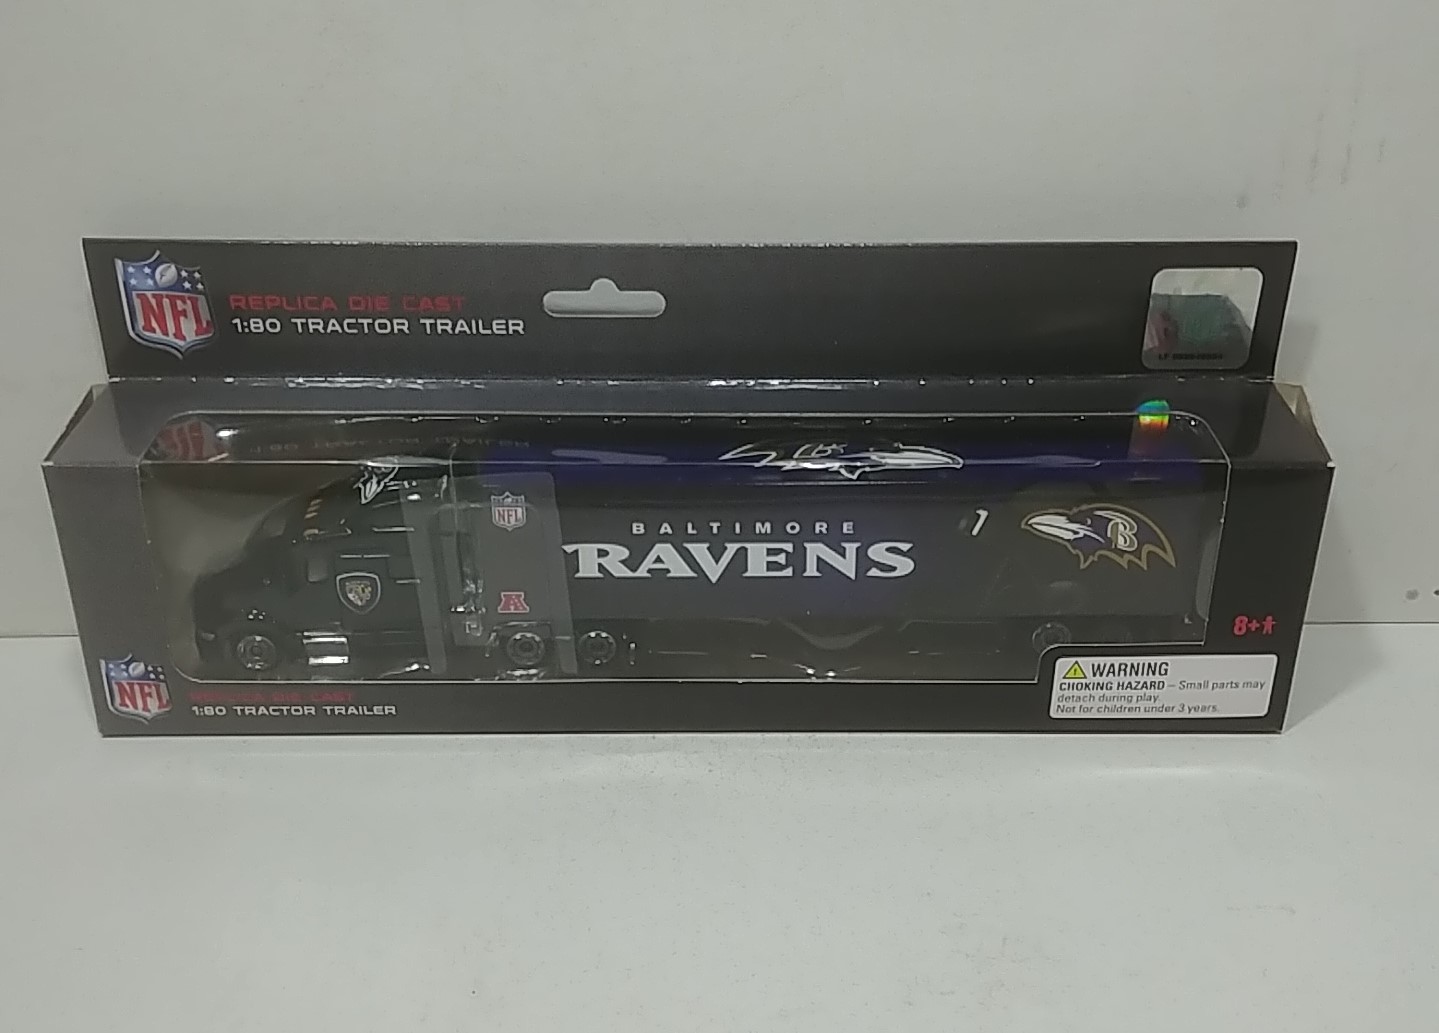 NFL
REPLICA DIE CAST
1:80 TRACTOR TRAILER
NFL
BALTIMORE
RAVENS
B
A
8+
NFL
REPLICA DIE CAST
1:80 TRACTOR TRAILER
WARNING
CHOKING HAZARD – Small parts may
detach during play.
Not for children under 3 years.